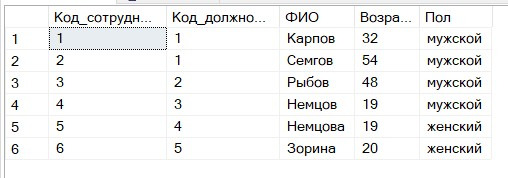 Код_сотрудн... Код_должно... ФИО Возра... Пол
1 1 1 Карпов 32 мужской
2 2 1 Семгов 54 мужской
3 3 2 Рыбов 48 мужской
4 4 3 Немцов 19 мужской
5 5 4 Немцова 19 женский
6 6 5 Зорина 20 женский